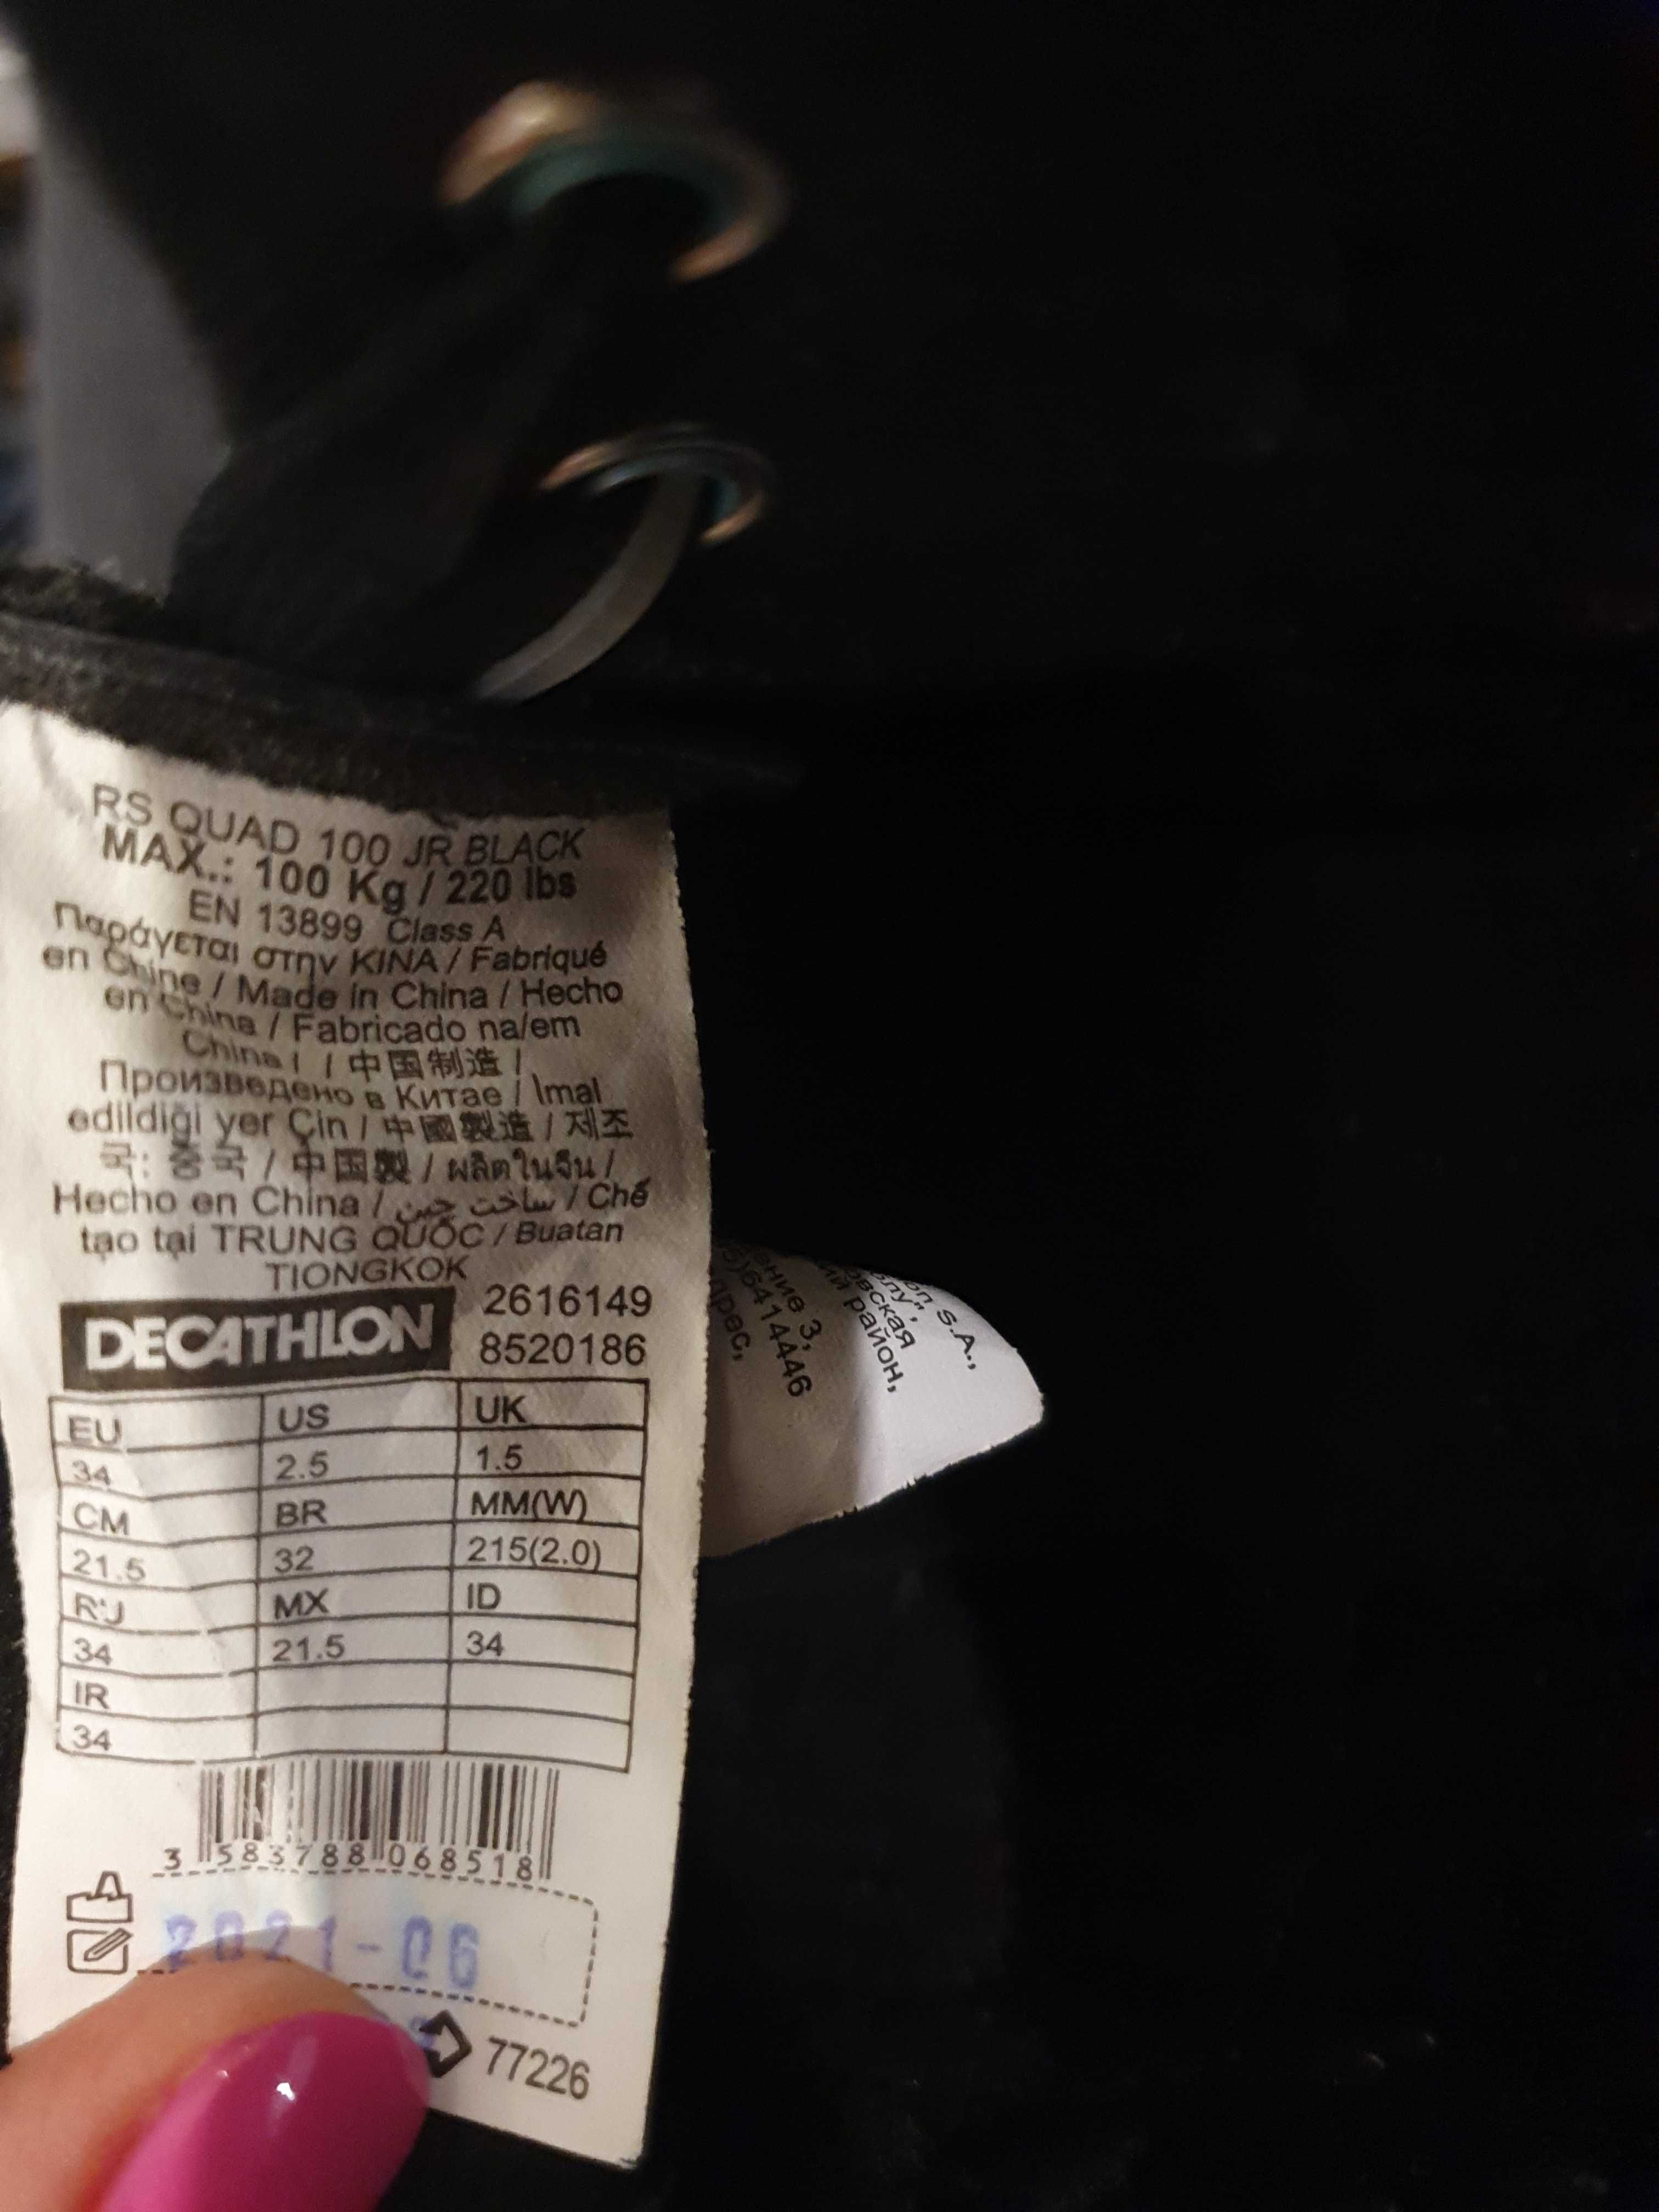 RS QUAD 100 JR BLACK
MAX.: 100 Kg / 220 lbs
EN 13899 Class A
Παράγεται στην ΚΙΝΑ / Fabriqué
en Chine / Made in China / Hecho
en China / Fabricado na/em
China / / 中国制造 /
Произведено в Китае / İmal
edildiği yer Çin / 中國製造 / 제조
국: 중국 / 中国製 / ผลิตในจีน /
Hecho en China / ساخت چین / Chế
tạo tại TRUNG QUỐC / Buatan
TIONGKOK
DECATHLON
2616149
8520186
EU US UK
34 2.5 1.5
CM BR MM(W)
21.5 32 215(2.0)
RU MX ID
34 21.5 34
IR
34
3 583788 068518
2021-06
77226
S.A.,
район,
3,
6414446